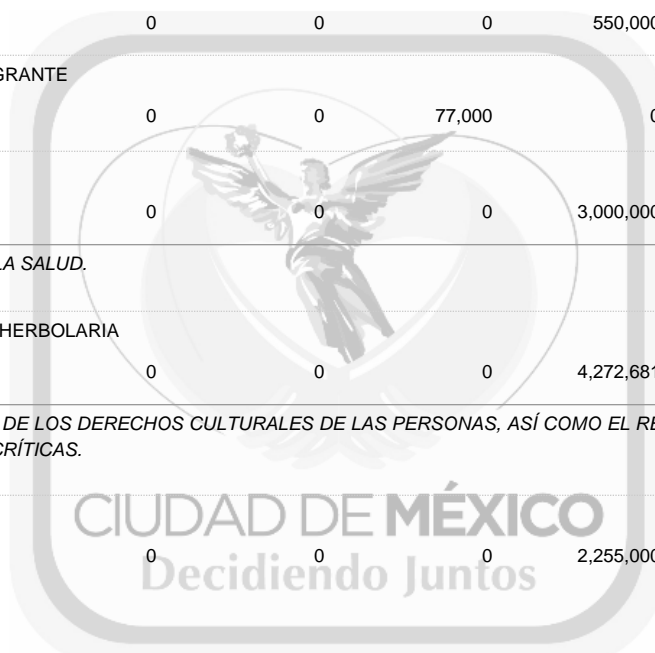 0 0 0 550,000
GRANTE
0 0 77,000 0
0 0 0 3,000,000
LA SALUD.
HERBOLARIA
0 0 0 4,272,681
DE LOS DERECHOS CULTURALES DE LAS PERSONAS, ASÍ COMO EL RE
CRÍTICAS.
CIUDAD DE MÉXICO
0 0 0 2,255,000
Decidiendo Juntos